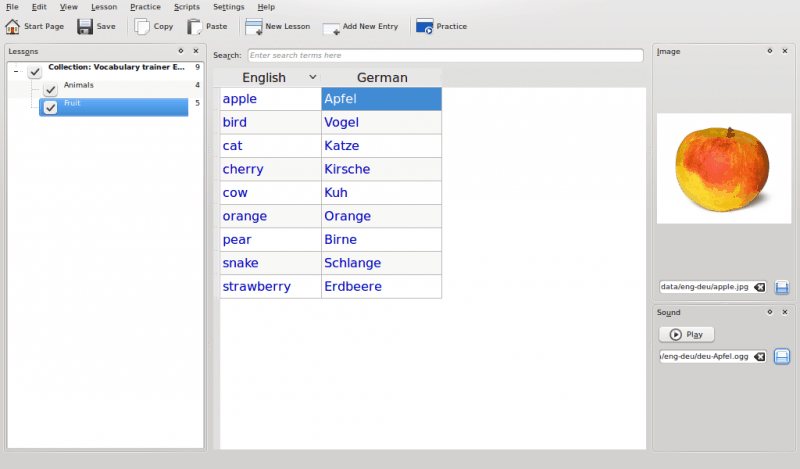 File Edit View Lesson Practice Scripts Settings Help
Start Page Save Copy Paste New Lesson Add New Entry Practice
Lessons
Collection: Vocabulary trainer E... 9
Animals 4
Fruit 5
Search: Enter search terms here
English German
apple Apfel
bird Vogel
cat Katze
cherry Kirsche
cow Kuh
orange Orange
pear Birne
snake Schlange
strawberry Erdbeere
Image
data/eng-deu/apple.jpg
Sound
Play
/eng-deu/deu-Apfel.ogg